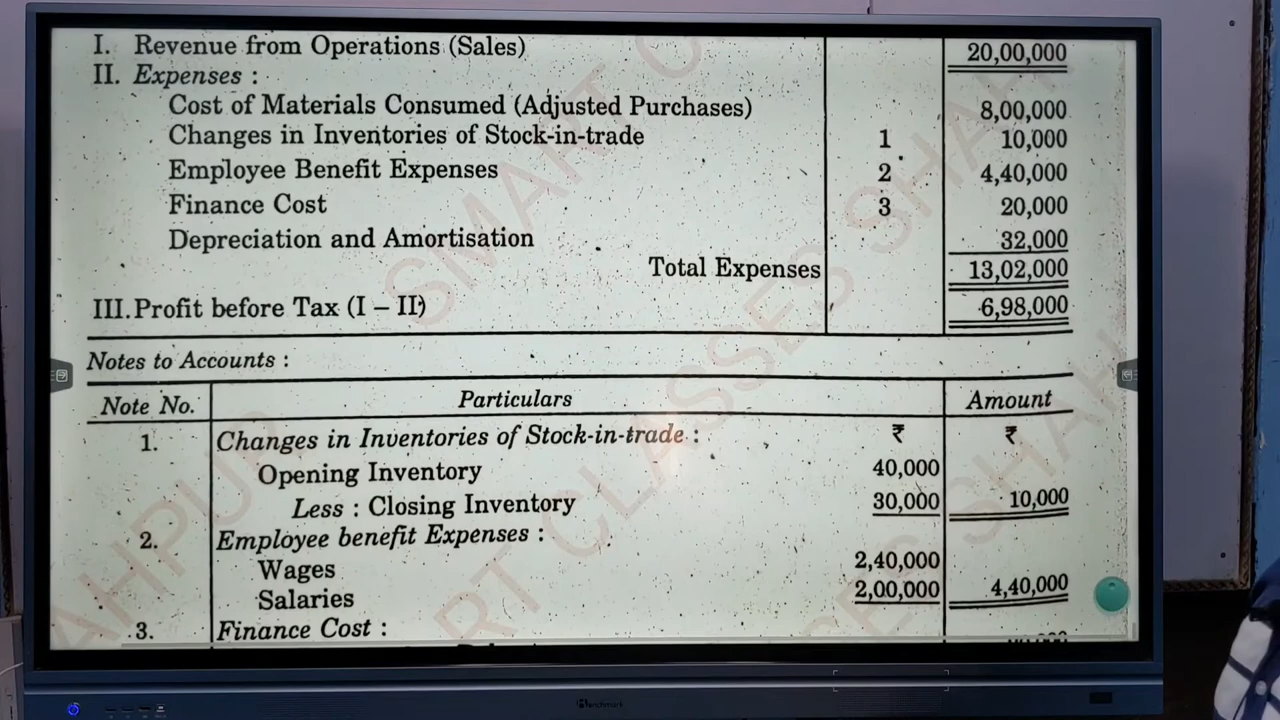 I. Revenue from Operations (Sales) 20,00,000
II. Expenses :
Cost of Materials Consumed (Adjusted Purchases) 8,00,000
Changes in Inventories of Stock-in-trade 1 10,000
Employee Benefit Expenses 2 4,40,000
Finance Cost 3 20,000
Depreciation and Amortisation 32,000
Total Expenses 13,02,000
III. Profit before Tax (I – II) 6,98,000
Notes to Accounts :
Note No. Particulars Amount
1. Changes in Inventories of Stock-in-trade : ₹ ₹
Opening Inventory 40,000
Less : Closing Inventory 30,000 10,000
2. Employee benefit Expenses :
Wages 2,40,000
Salaries 2,00,000 4,40,000
3. Finance Cost :
SMART
CLASSES SHAHPUR
Benchmark